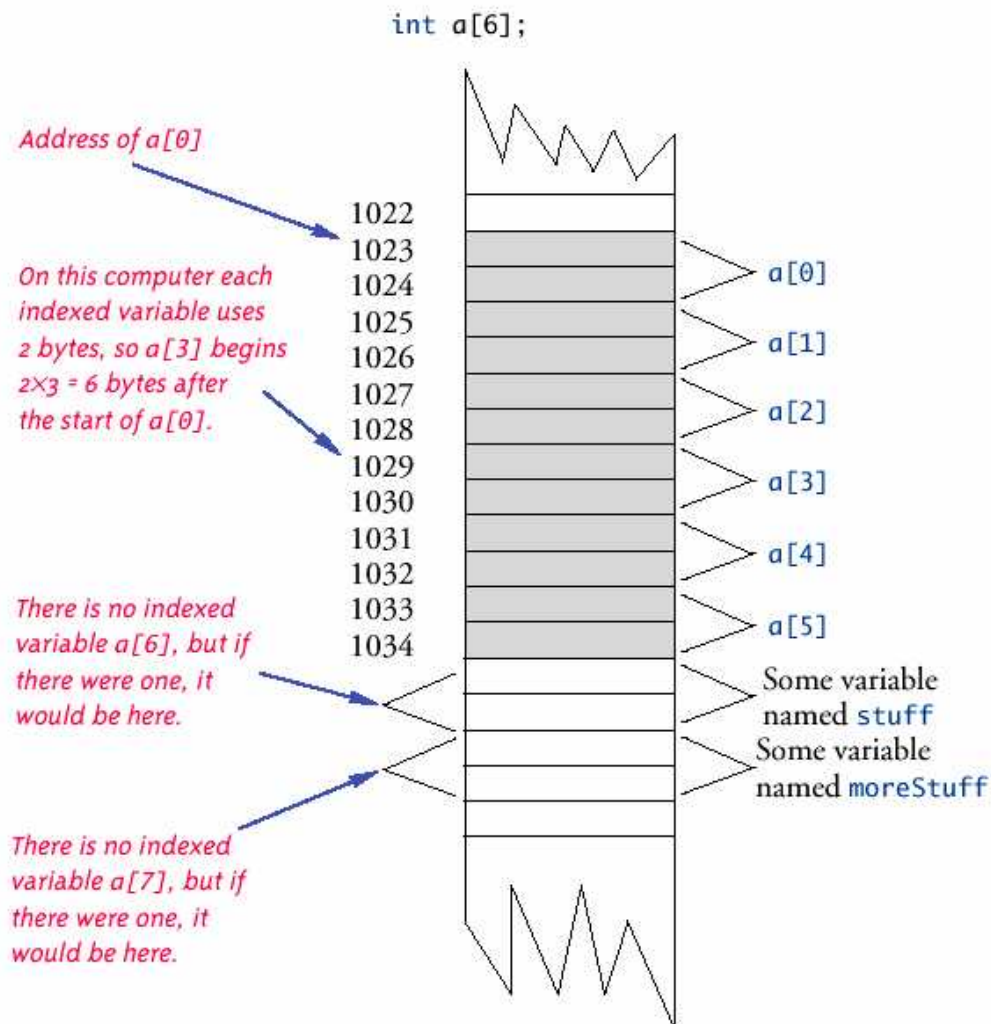 int a[6];
Address of a[0]
1022
1023
1024
On this computer each
indexed variable uses
2 bytes, so a[3] begins
2×3 = 6 bytes after
the start of a[0].
1025
1026
1027
1028
1029
1030
1031
1032
1033
1034
a[0]
a[1]
a[2]
a[3]
a[4]
a[5]
There is no indexed
variable a[6], but if
there were one, it
would be here.
Some variable
named stuff
Some variable
named moreStuff
There is no indexed
variable a[7], but if
there were one, it
would be here.